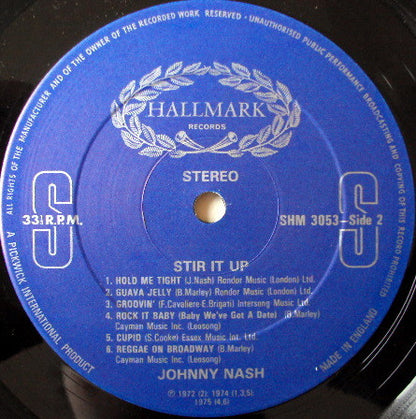 ALL RIGHTS OF THE MANUFACTURER AND OF THE OWNER OF THE RECORDED WORK RESERVED - UNAUTHORISED PUBLIC PERFORMANCE BROADCASTING AND COPYING OF THIS RECORD PROHIBITED
HALLMARK
RECORDS
STEREO
S S
33⅓ R.P.M.
SHM 3053-Side 2
STIR IT UP
1. HOLD ME TIGHT (J.Nash) Rondor Music (London) Ltd.
2. GUAVA JELLY (B.Marley) Rondor Music (London) Ltd.
3. GROOVIN' (F.Cavaliere E.Brigati) Intersong Music Ltd.
4. ROCK IT BABY (Baby We've Got a Date) (B.Marley)
Cayman Music Inc. (Leosong)
5. CUPID (S.Cooke) Essex Music Int. Ltd.
6. REGGAE ON BROADWAY (B.Marley)
Cayman Music Inc. (Leosong)
JOHNNY NASH
℗ 1972 (2); 1974 (1,3,5)
1975 (4,6)
A PICKWICK INTERNATIONAL PRODUCT
MADE IN ENGLAND